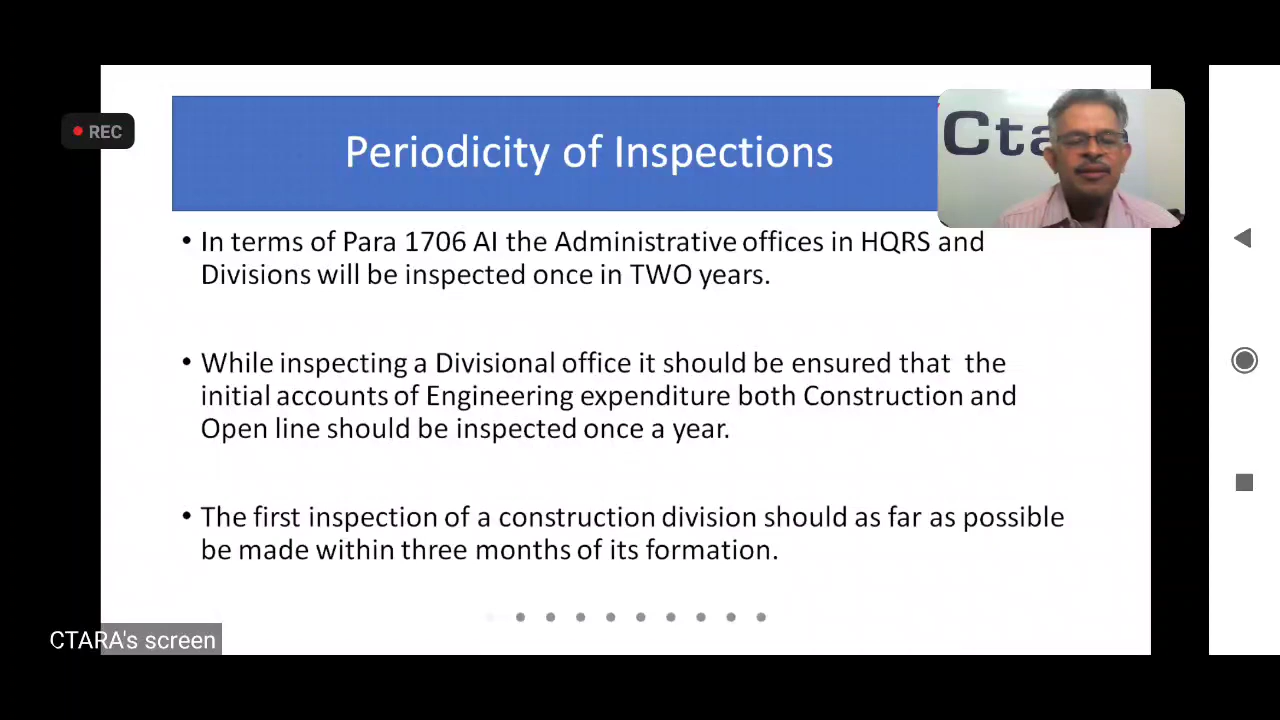 REC
Periodicity of Inspections
Cta
• In terms of Para 1706 AI the Administrative offices in HQRS and
Divisions will be inspected once in TWO years.
• While inspecting a Divisional office it should be ensured that the
initial accounts of Engineering expenditure both Construction and
Open line should be inspected once a year.
• The first inspection of a construction division should as far as possible
be made within three months of its formation.
CTARA's screen